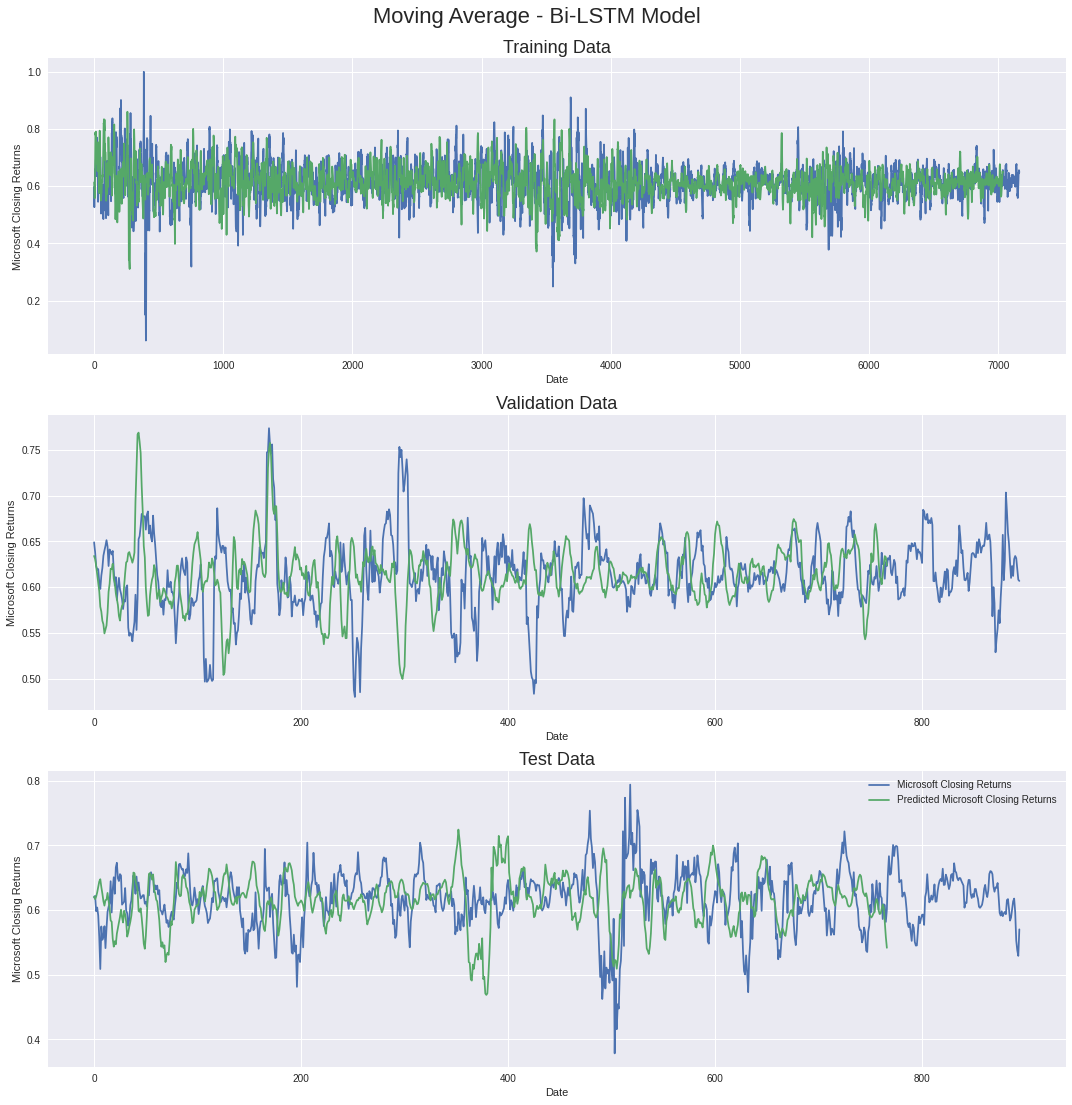 Moving Average - Bi-LSTM Model
Training Data
Microsoft Closing Returns
1.0
0.8
0.6
0.4
0.2
0 1000 2000 3000 4000 5000 6000 7000
Date
Validation Data
Microsoft Closing Returns
0.75
0.70
0.65
0.60
0.55
0.50
0 200 400 600 800
Date
Test Data
Microsoft Closing Returns
0.8
0.7
0.6
0.5
0.4
Microsoft Closing Returns
Predicted Microsoft Closing Returns
0 200 400 600 800
Date